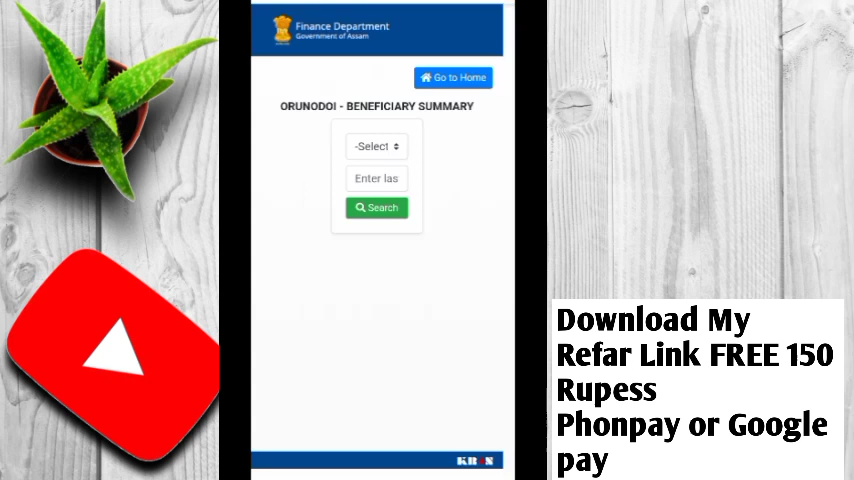 Finance Department
Government of Assam
Go to Home
ORUNODOI - BENEFICIARY SUMMARY
-Select
Enter las
Search
Download My
Refar Link FREE 150
Rupess
Phonpay or Google
pay